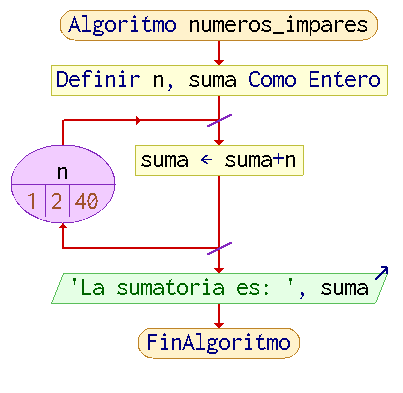 Algoritmo numeros_impares
Definir n, suma Como Entero
n
1 2 40
suma ← suma+n
'La sumatoria es: ', suma
FinAlgoritmo